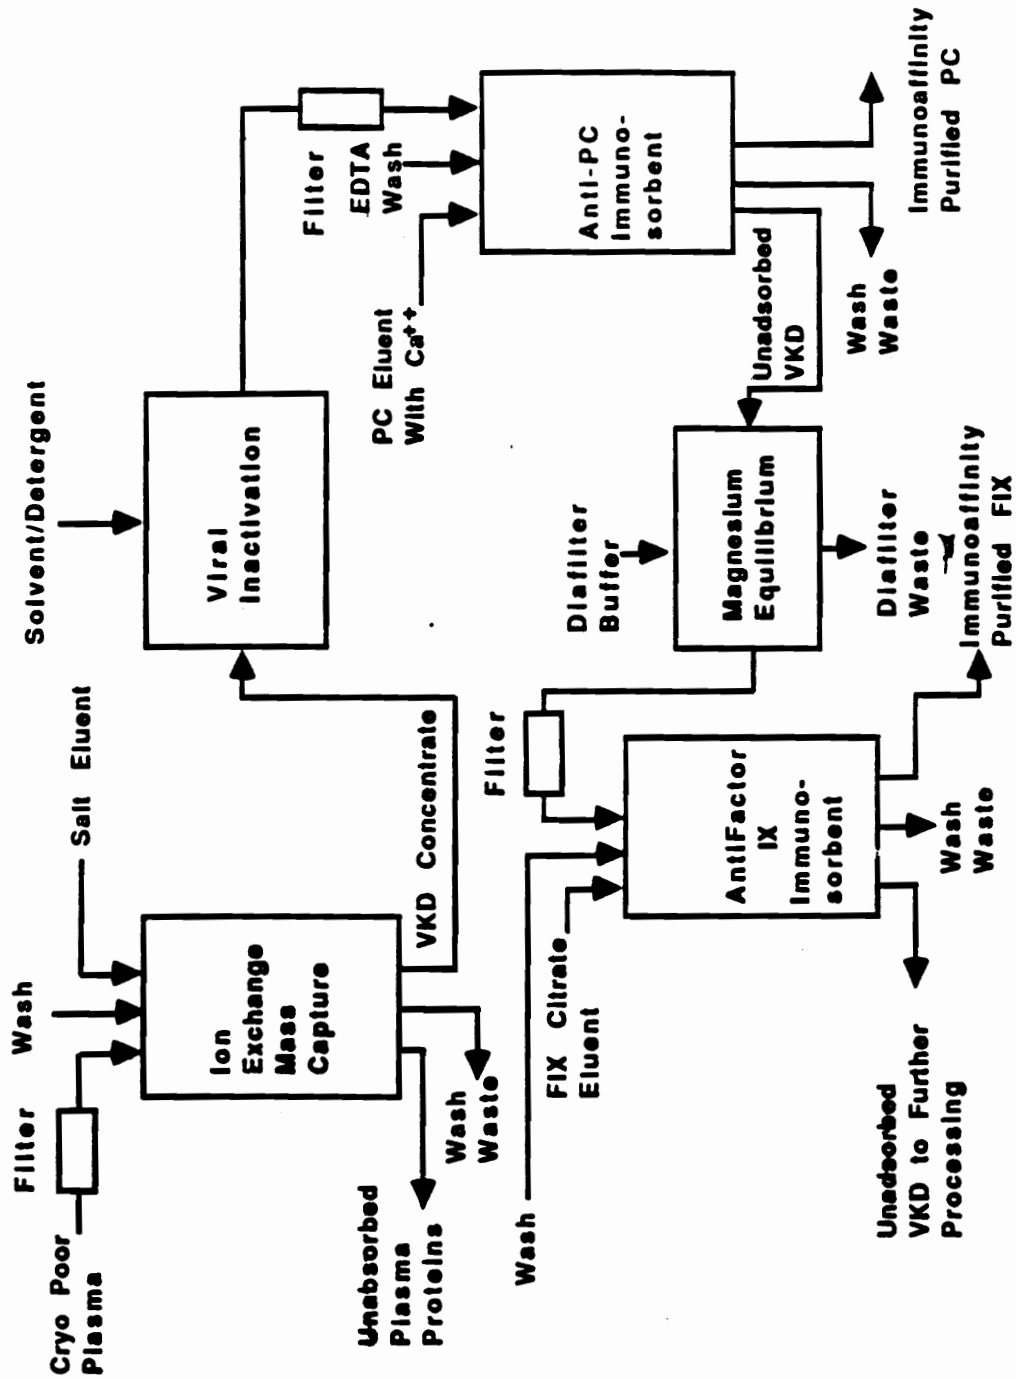 Cryo Poor
Plasma
Filter
Wash
Salt Eluent
Ion
Exchange
Mass
Capture
Unabsorbed
Plasma
Proteins
Wash
Waste
VKD Concentrate
Solvent/Detergent
Viral
Inactivation
Filter
EDTA
Wash
PC Eluent
With Ca++
Anti-PC
Immuno-
sorbent
Unadsorbed
VKD
Wash
Waste
Immunoaffinity
Purified PC
Diafilter
Buffer
Magnesium
Equilibrium
Diafilter
Waste
Filter
Wash
FIX Citrate
Eluent
AntiFactor
IX
Immuno-
sorbent
Unadsorbed
VKD to Further
Processing
Wash
Waste
Immunoaffinity
Purified FIX